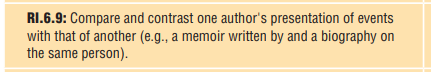 RI.6.9: Compare and contrast one author's presentation of events
with that of another (e.g., a memoir written by and a biography on
the same person).